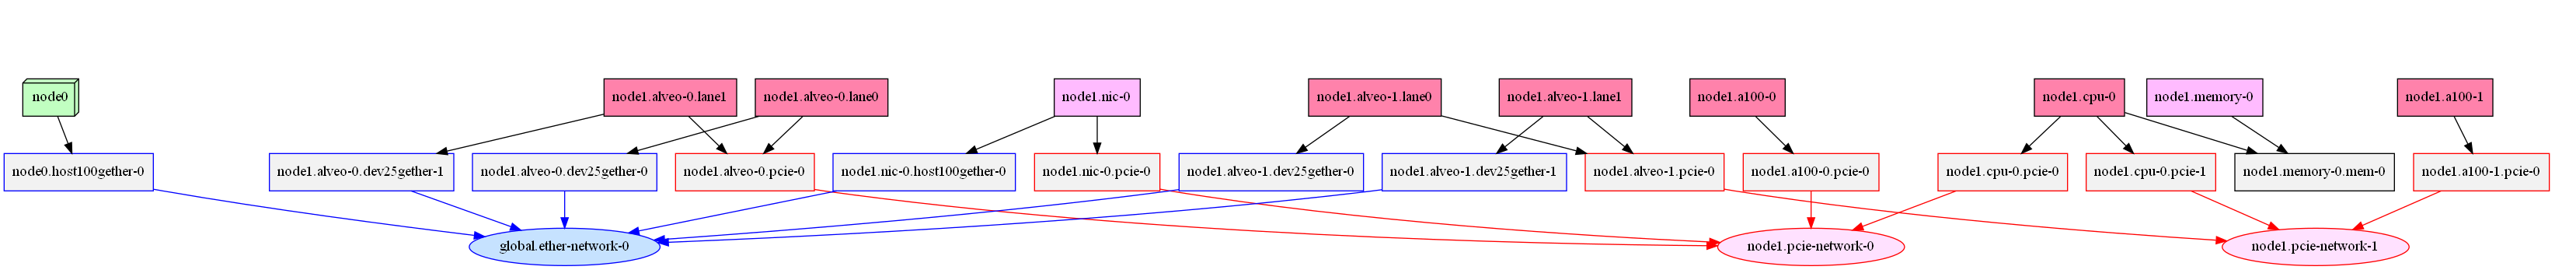 node0
node1.alveo-0.lane1
node1.alveo-0.lane0
node1.nic-0
node1.alveo-1.lane0
node1.alveo-1.lane1
node1.a100-0
node1.cpu-0
node1.memory-0
node1.a100-1
node0.host100gether-0
node1.alveo-0.dev25gether-1
node1.alveo-0.dev25gether-0
node1.alveo-0.pcie-0
node1.nic-0.host100gether-0
node1.nic-0.pcie-0
node1.alveo-1.dev25gether-0
node1.alveo-1.dev25gether-1
node1.alveo-1.pcie-0
node1.a100-0.pcie-0
node1.cpu-0.pcie-0
node1.cpu-0.pcie-1
node1.memory-0.mem-0
node1.a100-1.pcie-0
global.ether-network-0
node1.pcie-network-0
node1.pcie-network-1